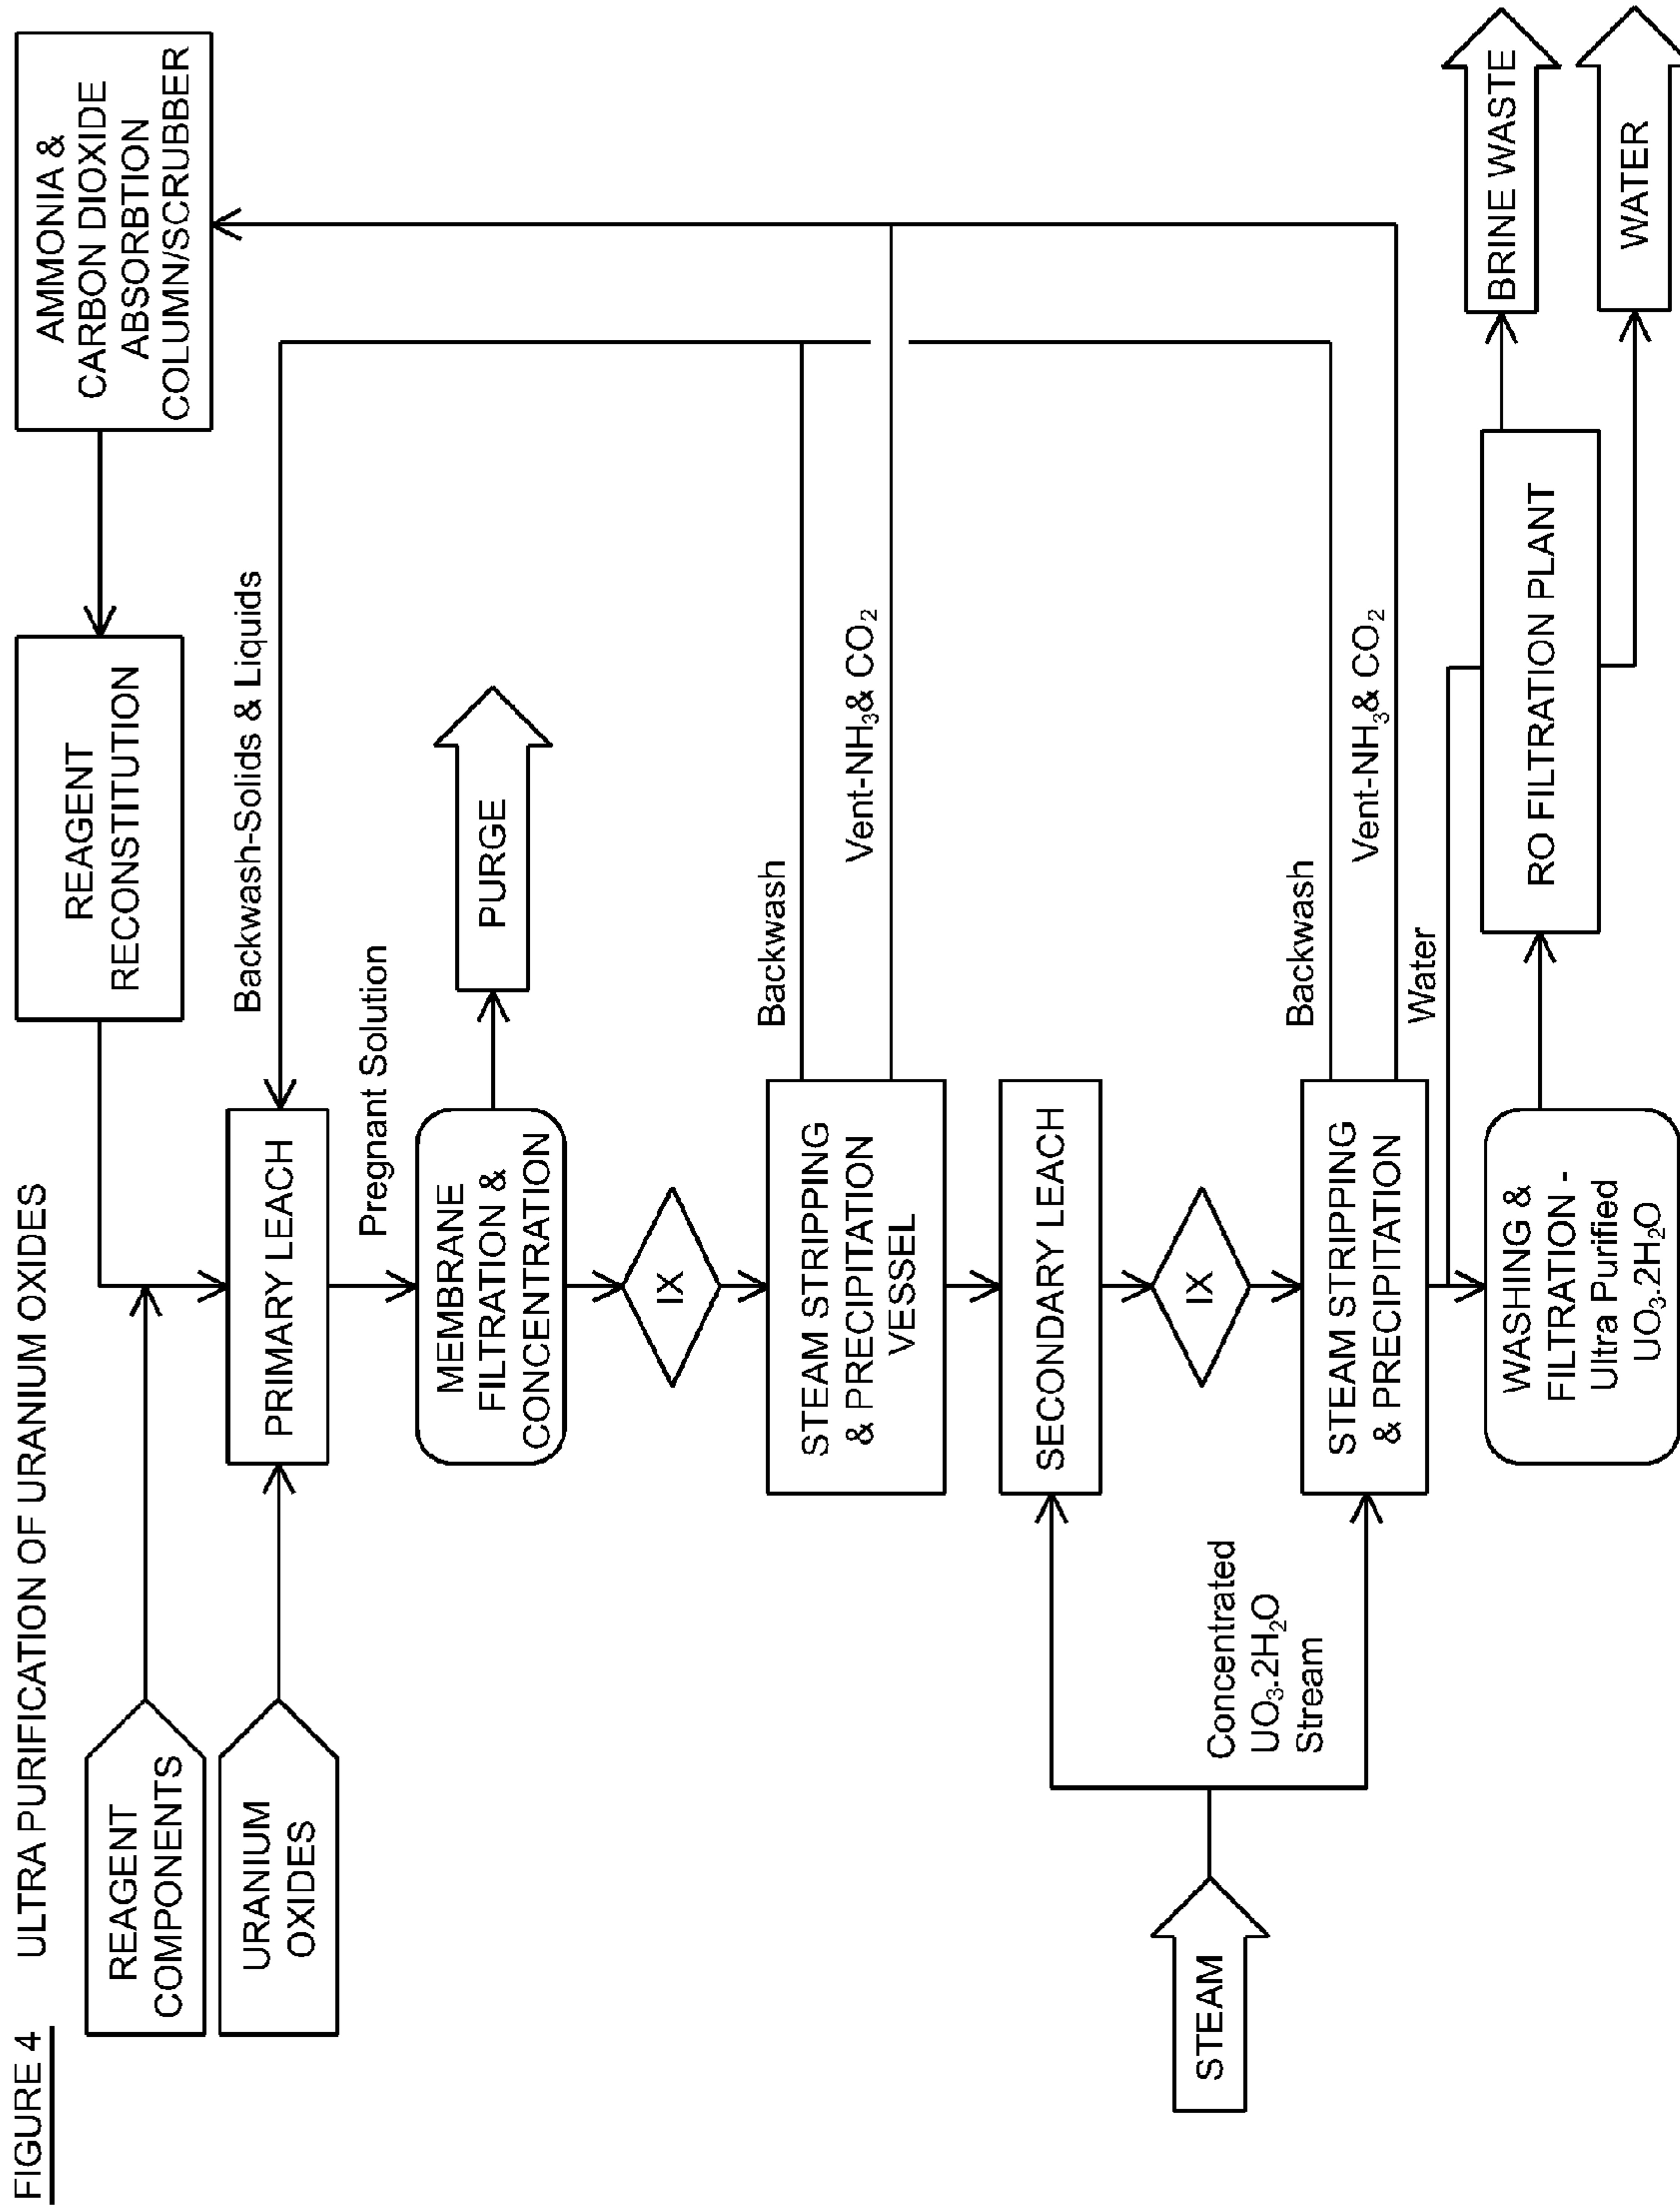 FIGURE 4
ULTRA PURIFICATION OF URANIUM OXIDES
REAGENT
COMPONENTS
URANIUM
OXIDES
REAGENT
RECONSTITUTION
AMMONIA &
CARBON DIOXIDE
ABSORBTION
COLUMN/SCRUBBER
Backwash-Solids & Liquids
PRIMARY LEACH
Pregnant Solution
MEMBRANE
FILTRATION &
CONCENTRATION
PURGE
IX
Backwash
STEAM STRIPPING
& PRECIPITATION
VESSEL
Vent-NH₃& CO₂
SECONDARY LEACH
STEAM
Concentrated
UO₃.2H₂O
Stream
IX
Backwash
STEAM STRIPPING
& PRECIPITATION
Vent-NH₃& CO₂
Water
WASHING &
FILTRATION -
Ultra Purified
UO₃.2H₂O
RO FILTRATION PLANT
BRINE WASTE
WATER